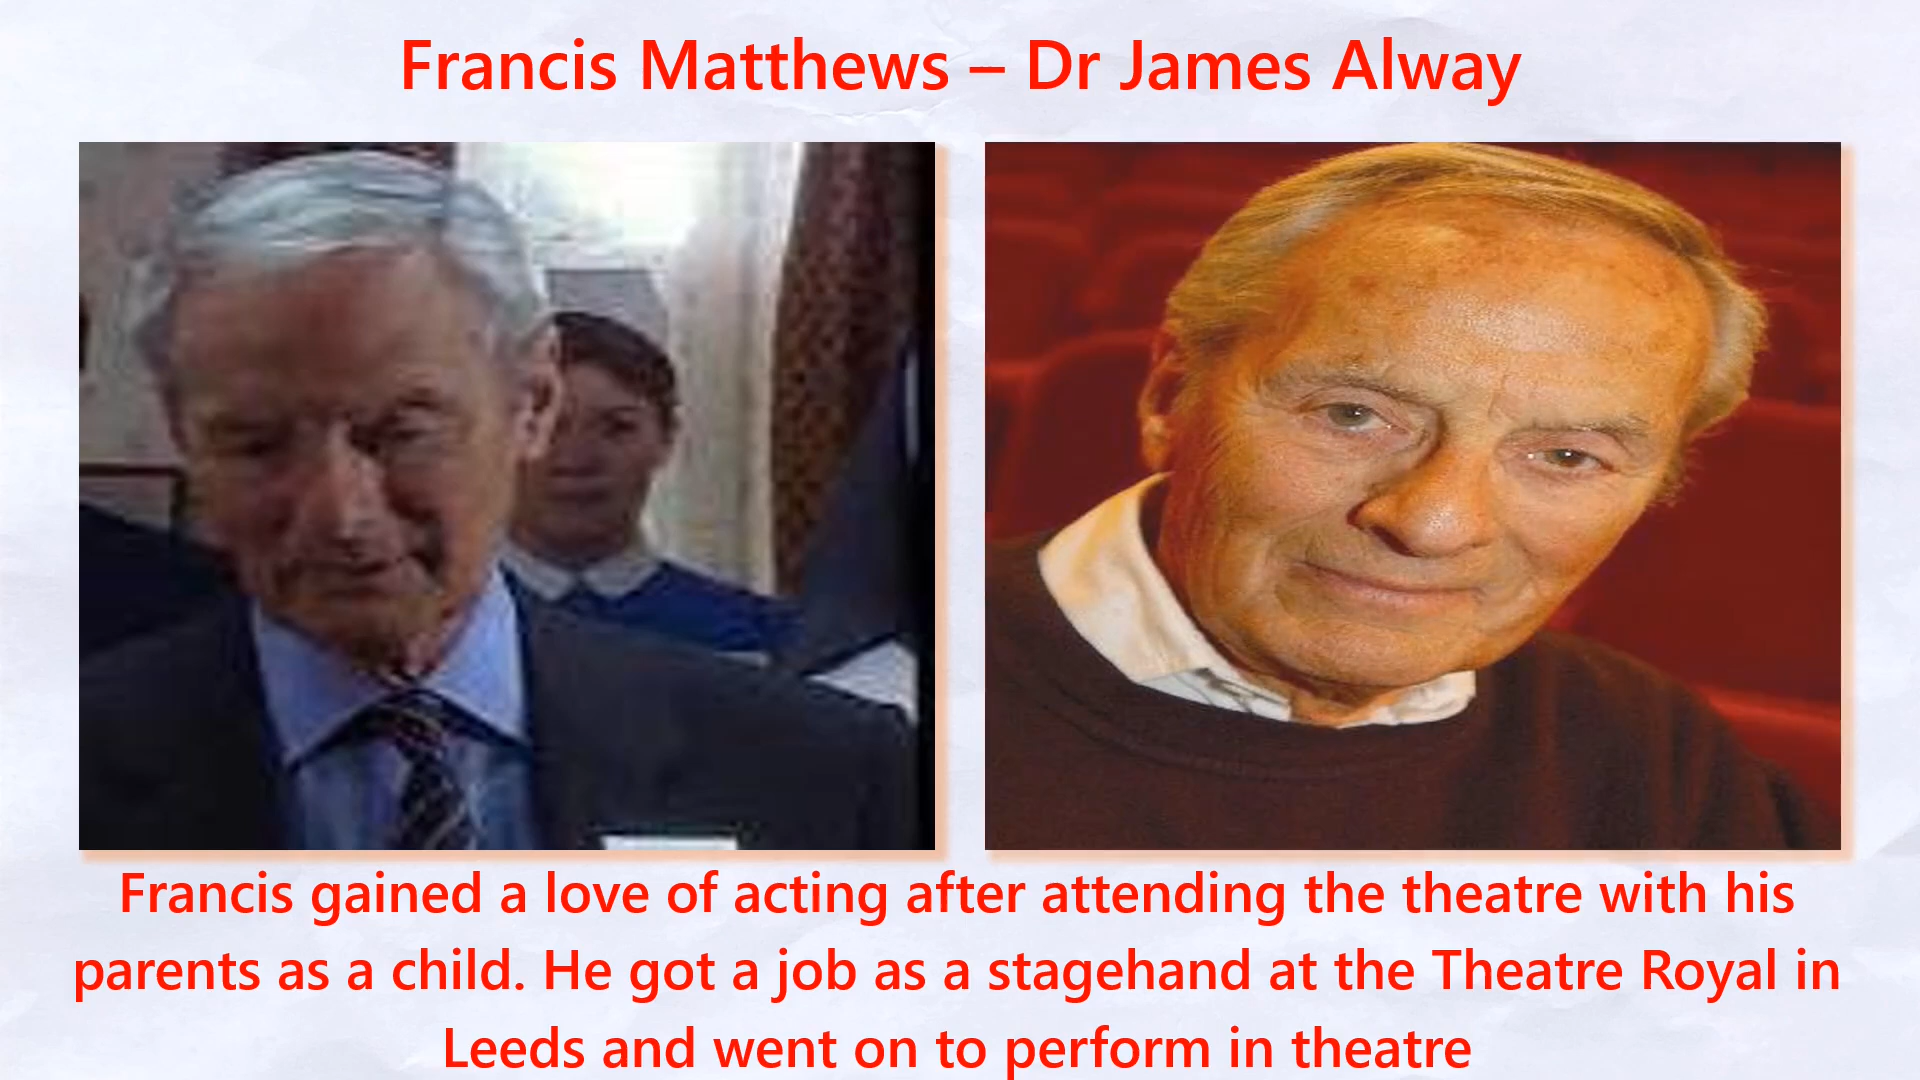 Francis Matthews – Dr James Alway
Francis gained a love of acting after attending the theatre with his
parents as a child. He got a job as a stagehand at the Theatre Royal in
Leeds and went on to perform in theatre